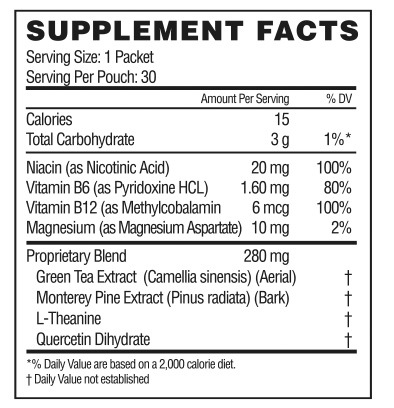 SUPPLEMENT FACTS
Serving Size: 1 Packet
Serving Per Pouch: 30
Amount Per Serving % DV
Calories 15
Total Carbohydrate 3 g 1%*
Niacin (as Nicotinic Acid) 20 mg 100%
Vitamin B6 (as Pyridoxine HCL) 1.60 mg 80%
Vitamin B12 (as Methylcobalamin 6 mcg 100%
Magnesium (as Magnesium Aspartate) 10 mg 2%
Proprietary Blend 280 mg
Green Tea Extract (Camellia sinensis) (Aerial) †
Monterey Pine Extract (Pinus radiata) (Bark) †
L-Theanine †
Quercetin Dihydrate †
*% Daily Value are based on a 2,000 calorie diet.
† Daily Value not established